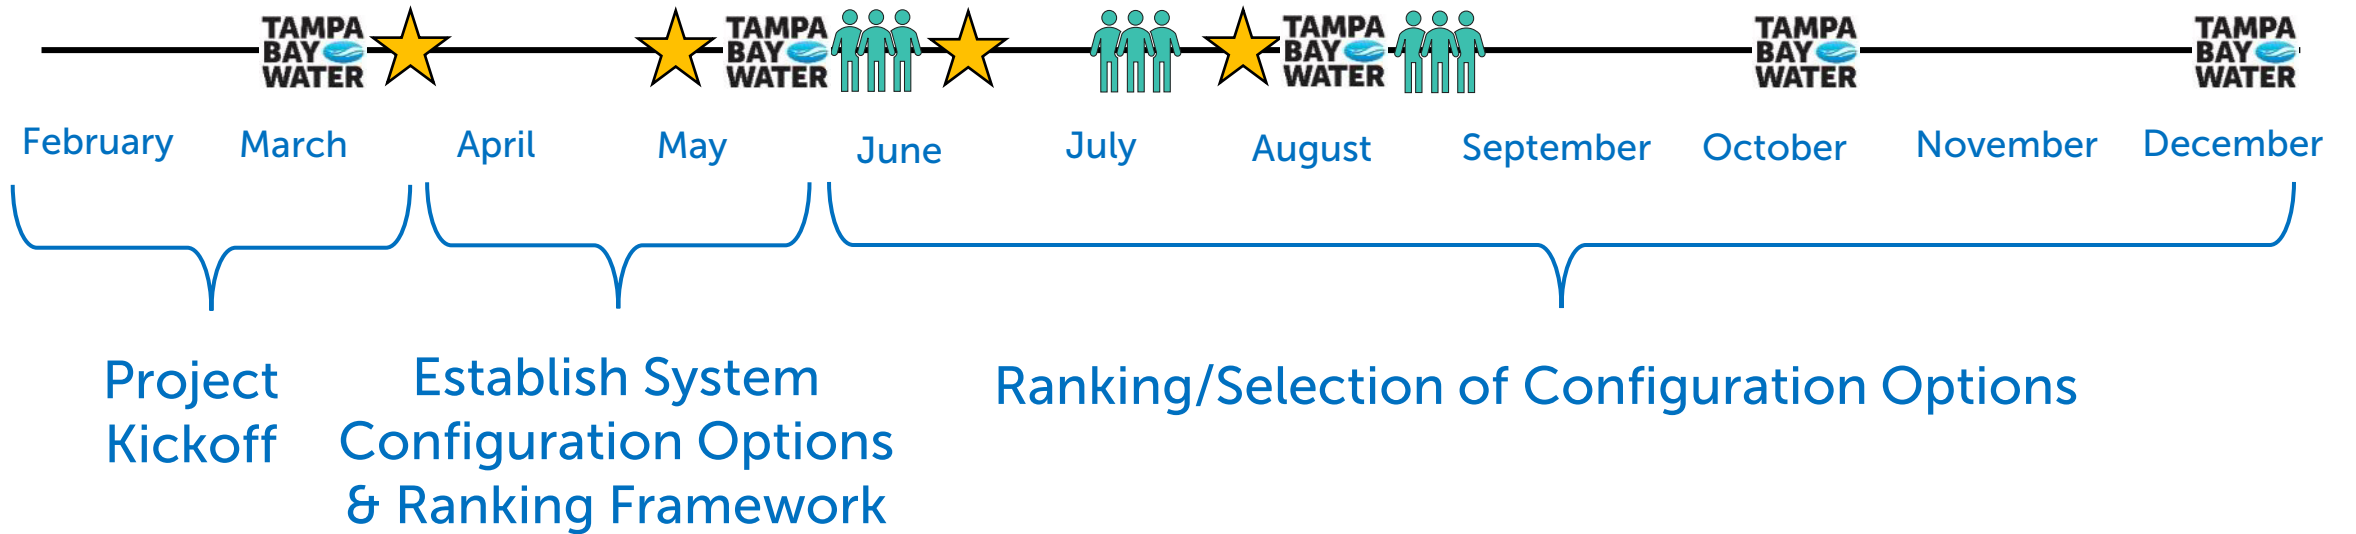 TAMPA
BAY
WATER
TAMPA
BAY
WATER
TAMPA
BAY
WATER
TAMPA
BAY
WATER
TAMPA
BAY
WATER
February March April May June July August September October November December
Project
Kickoff
Establish System
Configuration Options
& Ranking Framework
Ranking/Selection of Configuration Options